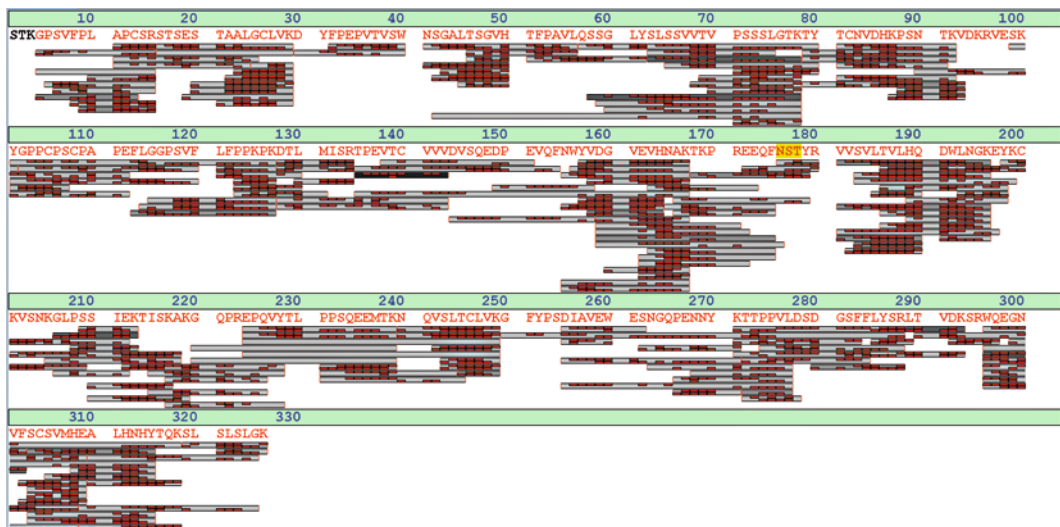 10 20 30 40 50 60 70 80 90 100
STKGPSVFPL APCSRSTSES TAALGCLVKD YFPEPVTVSW NSGALTSGVH TFPAVLQSSG LYSLSSVVTV PSSSLGTKTY TCNVDHKPSN TKVDKRVESK
110 120 130 140 150 160 170 180 190 200
YGPPCPSCPA PEFLGGPSVF LFPPKPKDTL MISRTPEVTC VVVDVSQEDP EVQFNWYVDG VEVHNAKTKP REEQFNSTYR VVSVLTVLHQ DWLNGKEYKC
210 220 230 240 250 260 270 280 290 300
KVSNKGLPSS IEKTISKAKG QPREPQVYTL PPSQEEMTKN QVSLTCLVKG FYPSDIAVEW ESNGQPENNY KTTPPVLDSD GSFFLYSRLT VDKSRWQEGN
310 320 330
VFSCSVMHEA LHNHYTQKSL SLSLGK